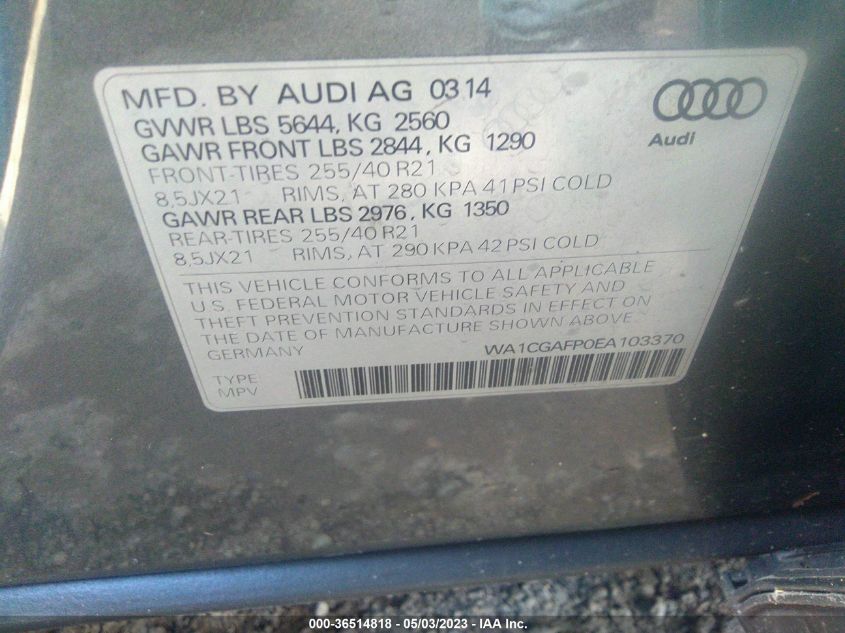 MFD. BY AUDI AG 03 14
GVWR LBS 5644, KG 2560
GAWR FRONT LBS 2844, KG 1290
FRONT-TIRES 255/40 R21
8,5JX21 RIMS, AT 280 KPA 41 PSI COLD
GAWR REAR LBS 2976, KG 1350
REAR-TIRES 255/40 R21
8,5JX21 RIMS, AT 290 KPA 42 PSI COLD
Audi
THIS VEHICLE CONFORMS TO ALL APPLICABLE
U.S. FEDERAL MOTOR VEHICLE SAFETY AND
THEFT PREVENTION STANDARDS IN EFFECT ON
THE DATE OF MANUFACTURE SHOWN ABOVE
GERMANY WA1CGAFP0EA103370
TYPE
MPV
000-36514818 - 05/03/2023 - IAA Inc.